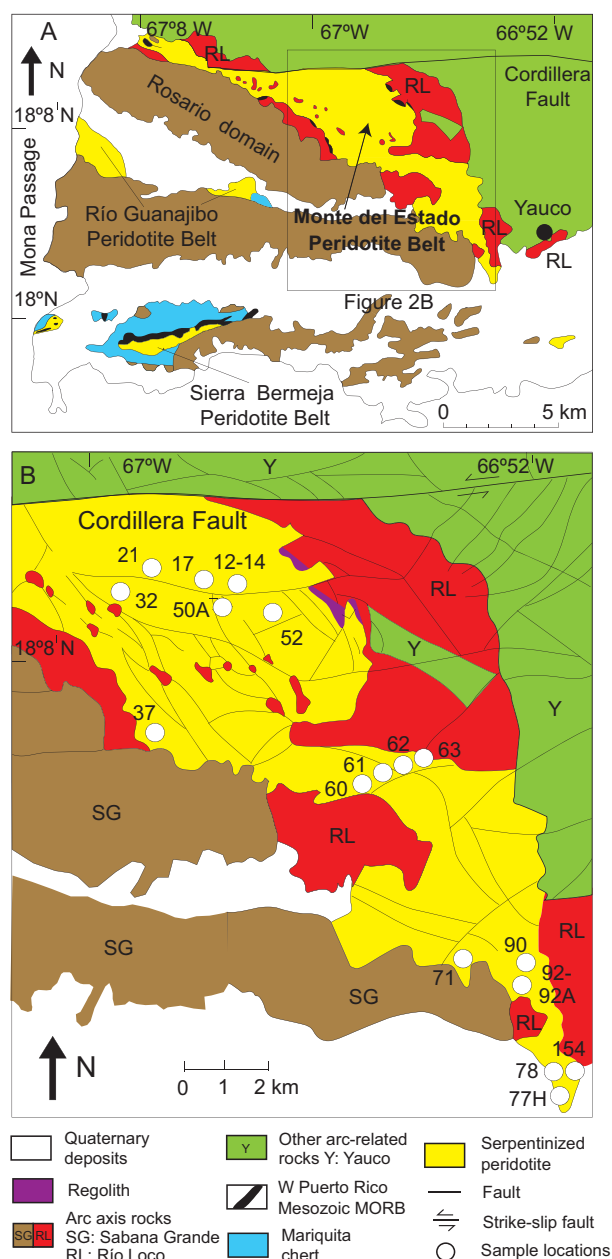 A
67º8 W
67ºW
66º52 W
N
RL
RL
Cordillera
Fault
18º8' N
Rosario domain
Mona Passage
Río Guanajibo
Peridotite Belt
Monte del Estado
Peridotite Belt
RL
Yauco
RL
18ºN
Figure 2B
Sierra Bermeja
Peridotite Belt
0 5 km
B
67ºW
Y
66º52 W
Cordillera Fault
21
17
12-14
32
50A
52
RL
18º8' N
Y
Y
37
62
63
61
60
SG
RL
SG
SG
71
90
RL
92-
92A
RL
N
0 1 2 km
78
154
77H
Quaternary
deposits
Y
Other arc-related
rocks Y: Yauco
Serpentinized
peridotite
Regolith
W Puerto Rico
Mesozoic MORB
Fault
SG RL
Arc axis rocks
SG: Sabana Grande
RL: Río Loco
Mariquita
chert
Strike-slip fault
Sample locations